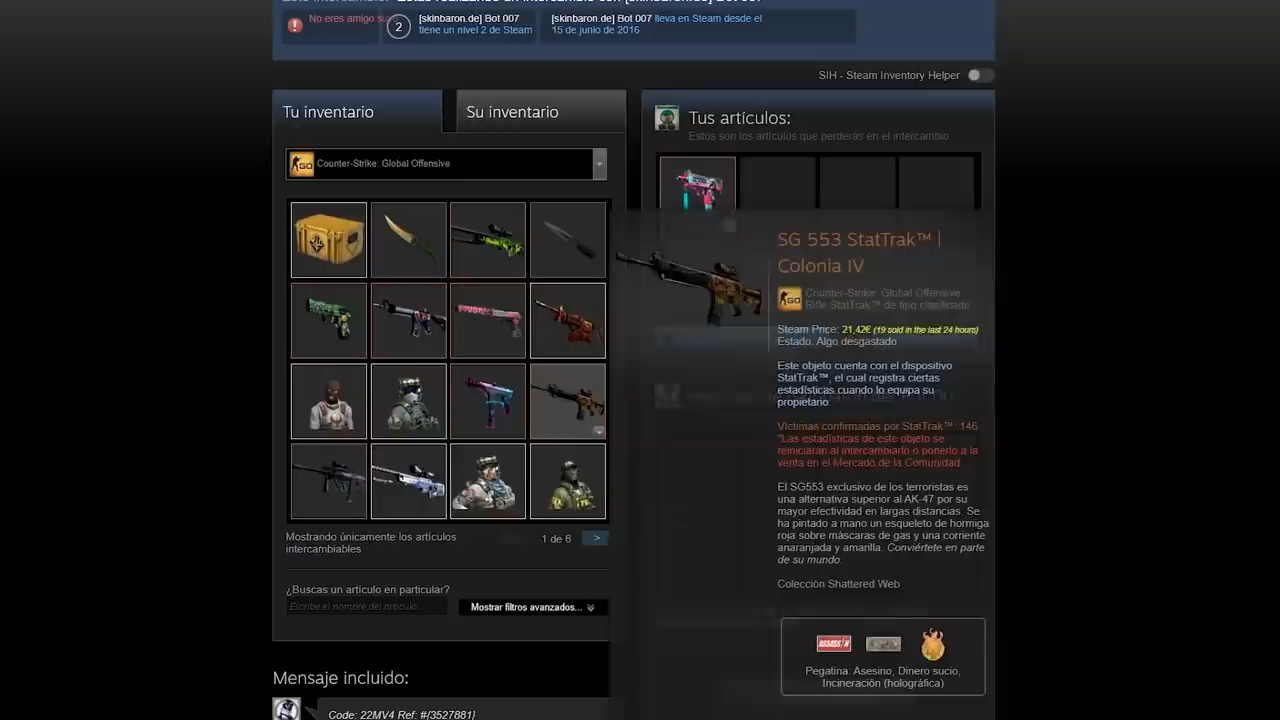 No eres amigo su
2
[skinbaron.de] Bot 007
tiene un nivel 2 de Steam
[skinbaron.de] Bot 007 lleva en Steam desde el
15 de junio de 2016
SIH - Steam Inventory Helper
Tu inventario
Su inventario
Counter-Strike: Global Offensive
Mostrando únicamente los artículos
intercambiables
1 de 6
>
¿Buscas un artículo en particular?
Escribe el nombre del artículo...
Mostrar filtros avanzados...
Mensaje incluido:
Code: 22MV4 Ref: #{3527881}
Tus artículos:
Estos son los artículos que perderás en el intercambio
SG 553 StatTrak™ |
Colonia IV
Counter-Strike: Global Offensive
Rifle StatTrak™ de tipo clasificado
Steam Price: 21,42€ (19 sold in the last 24 hours)
Estado: Algo desgastado
Este objeto cuenta con el dispositivo
StatTrak™, el cual registra ciertas
estadísticas cuando lo equipa su
propietario.
Víctimas confirmadas por StatTrak™: 146
"Las estadísticas de este objeto se
reiniciarán al intercambiarlo o ponerlo a la
venta en el Mercado de la Comunidad
El SG553 exclusivo de los terroristas es
una alternativa superior al AK-47 por su
mayor efectividad en largas distancias. Se
ha pintado a mano un esqueleto de hormiga
roja sobre máscaras de gas y una corriente
anaranjada y amarilla. Conviértete en parte
de su mundo.
Colección Shattered Web
Pegatina: Asesino, Dinero sucio,
Incineración (holográfica)